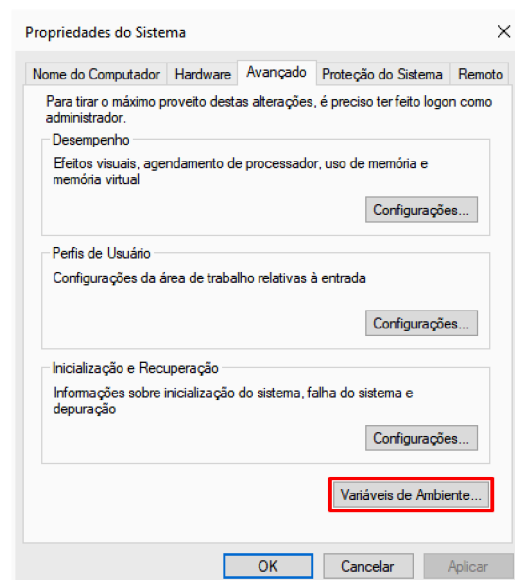 Propriedades do Sistema
Nome do Computador Hardware Avançado Proteção do Sistema Remoto
Para tirar o máximo proveito destas alterações, é preciso ter feito logon como
administrador.
Desempenho
Efeitos visuais, agendamento de processador, uso de memória e
memória virtual
Configurações...
Perfis de Usuário
Configurações da área de trabalho relativas à entrada
Configurações...
Inicialização e Recuperação
Informações sobre inicialização do sistema, falha do sistema e
depuração
Configurações...
Variáveis de Ambiente...
OK Cancelar Aplicar